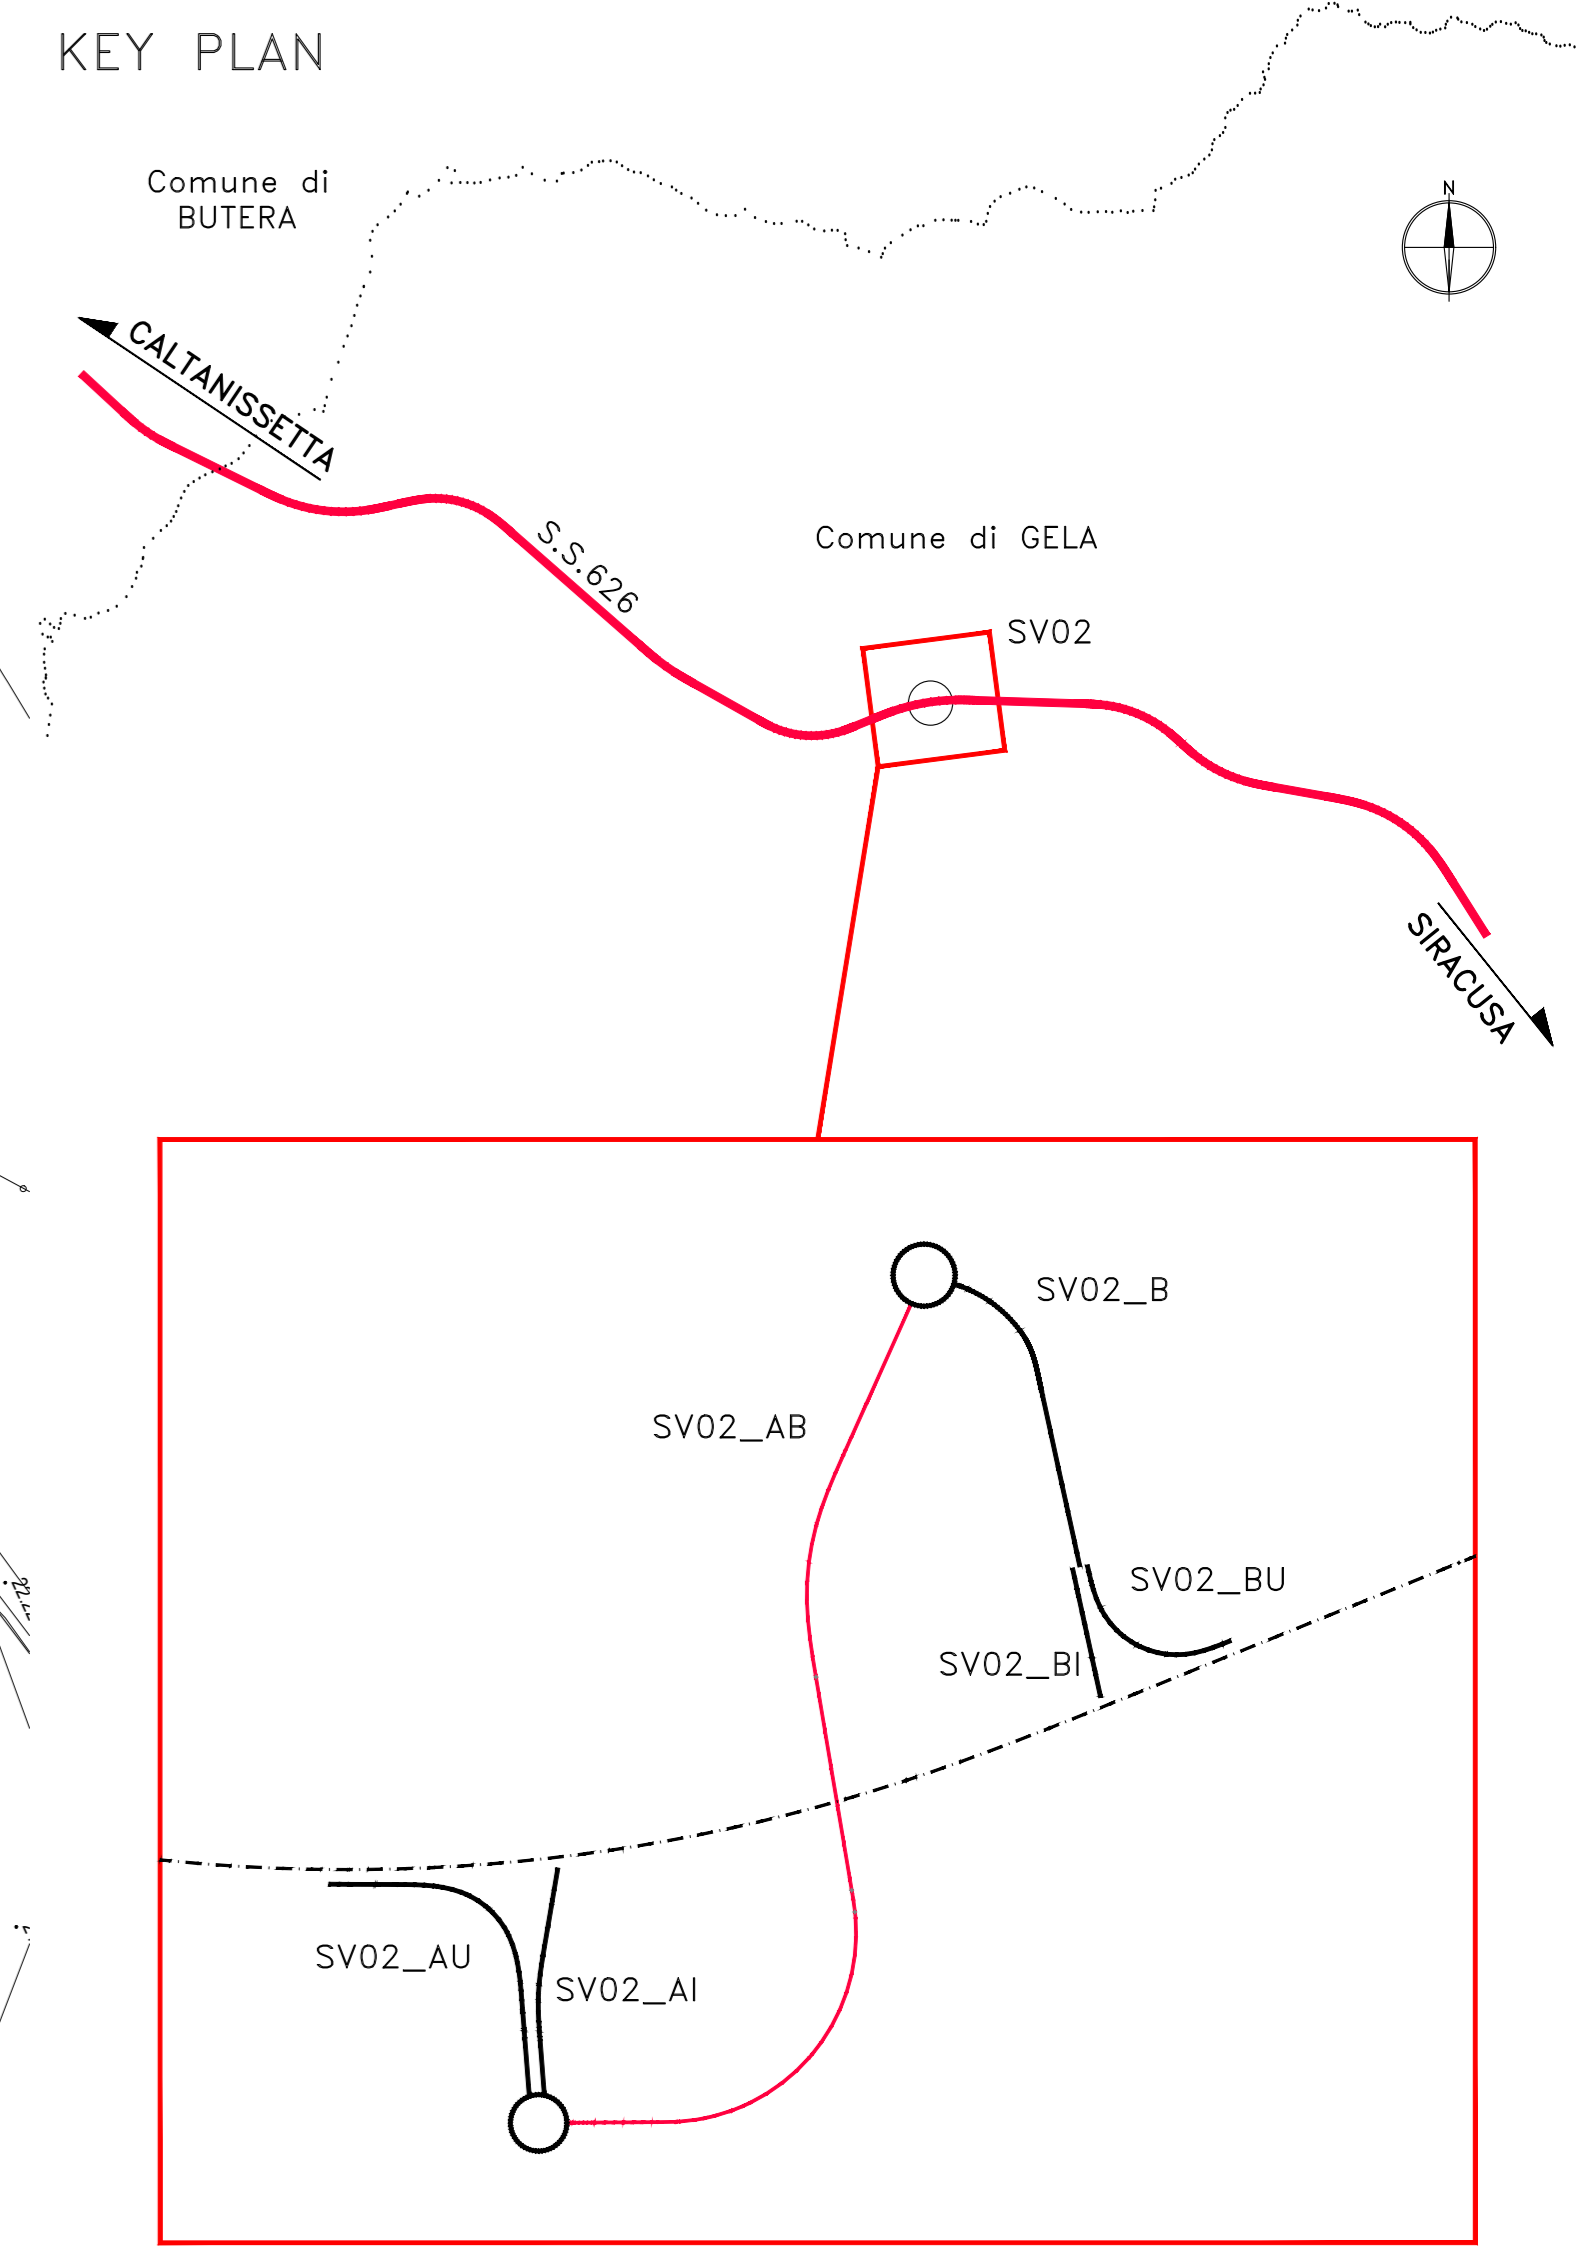 KEY PLAN
Comune di
BUTERA
N
CALTANISSETTA
S.S.626
Comune di GELA
SV02
SIRACUSA
SV02_B
SV02_AB
SV02_BU
SV02_BI
SV02_AU
SV02_AI